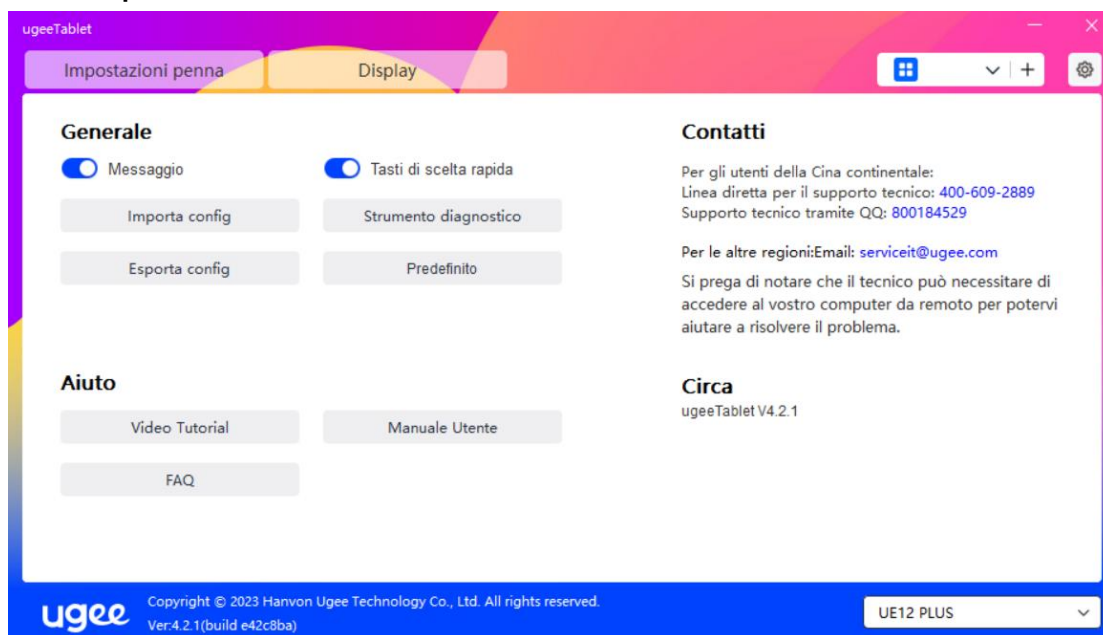 ugeeTablet
Impostazioni penna
Display
Generale
Messaggio
Tasti di scelta rapida
Importa config
Strumento diagnostico
Esporta config
Predefinito
Aiuto
Video Tutorial
Manuale Utente
FAQ
Contatti
Per gli utenti della Cina continentale:
Linea diretta per il supporto tecnico: 400-609-2889
Supporto tecnico tramite QQ: 800184529
Per le altre regioni:Email: serviceit@ugee.com
Si prega di notare che il tecnico può necessitare di
accedere al vostro computer da remoto per potervi
aiutare a risolvere il problema.
Circa
ugeeTablet V4.2.1
ugee
Copyright © 2023 Hanvon Ugee Technology Co., Ltd. All rights reserved.
Ver:4.2.1(build e42c8ba)
UE12 PLUS